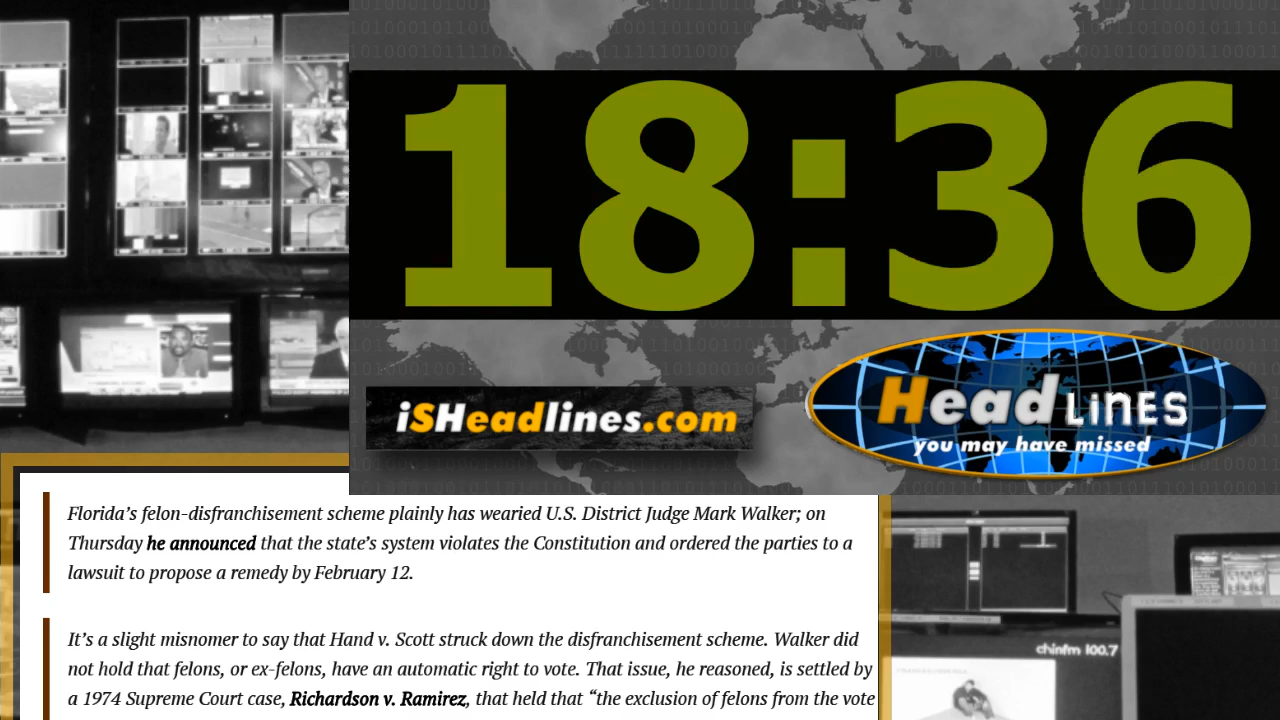 18:36
iSHeadlines.com
HeadLINES
you may have missed
Florida’s felon-disfranchisement scheme plainly has wearied U.S. District Judge Mark Walker; on
Thursday he announced that the state’s system violates the Constitution and ordered the parties to a
lawsuit to propose a remedy by February 12.
It’s a slight misnomer to say that Hand v. Scott struck down the disfranchisement scheme. Walker did
not hold that felons, or ex-felons, have an automatic right to vote. That issue, he reasoned, is settled by
a 1974 Supreme Court case, Richardson v. Ramirez, that held that “the exclusion of felons from the vote
chinfm 100.7